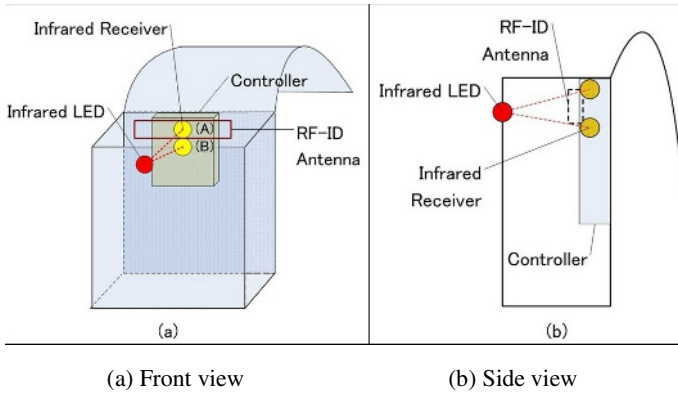 Infrared Receiver
Controller
Infrared LED
(A)
(B)
RF-ID
Antenna
(a)
RF-ID
Antenna
Infrared LED
Infrared
Receiver
Controller
(b)
(a) Front view
(b) Side view